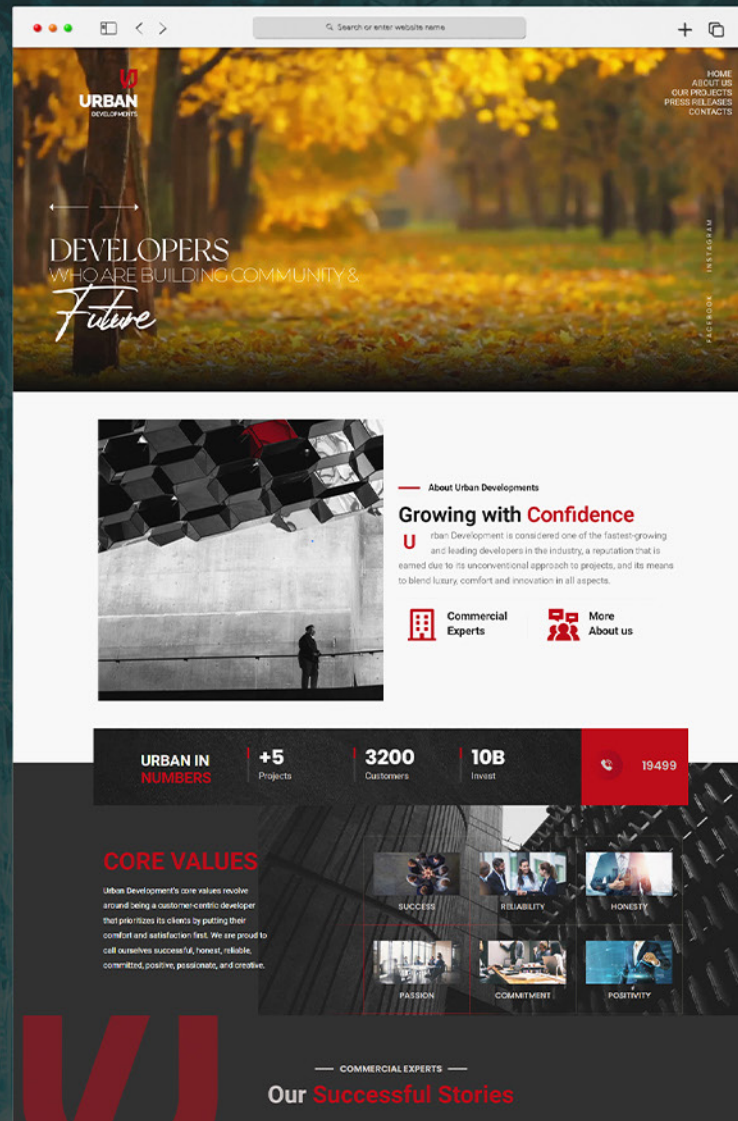 Search or enter website name
URBAN
DEVELOPMENTS
HOME
ABOUT US
OUR PROJECTS
PRESS RELEASES
CONTACTS
DEVELOPERS
WHO ARE BUILDING COMMUNITY &
Future
INSTAGRAM
FACEBOOK
About Urban Developments
Growing with Confidence
Urban Development is considered one of the fastest-growing
and leading developers in the industry, a reputation that is
earned due to its unconventional approach to projects, and its means
to blend luxury, comfort and innovation in all aspects.
Commercial
Experts
More
About us
URBAN IN
NUMBERS
+5
Projects
3200
Customers
10B
Invest
19499
CORE VALUES
Urban Development's core values revolve
around being a customer-centric developer
that prioritizes its clients by putting their
comfort and satisfaction first. We are proud to
call ourselves successful, honest, reliable,
committed, positive, passionate, and creative.
SUCCESS
RELIABILITY
HONESTY
PASSION
COMMITMENT
POSITIVITY
COMMERCIAL EXPERTS
Our Successful Stories